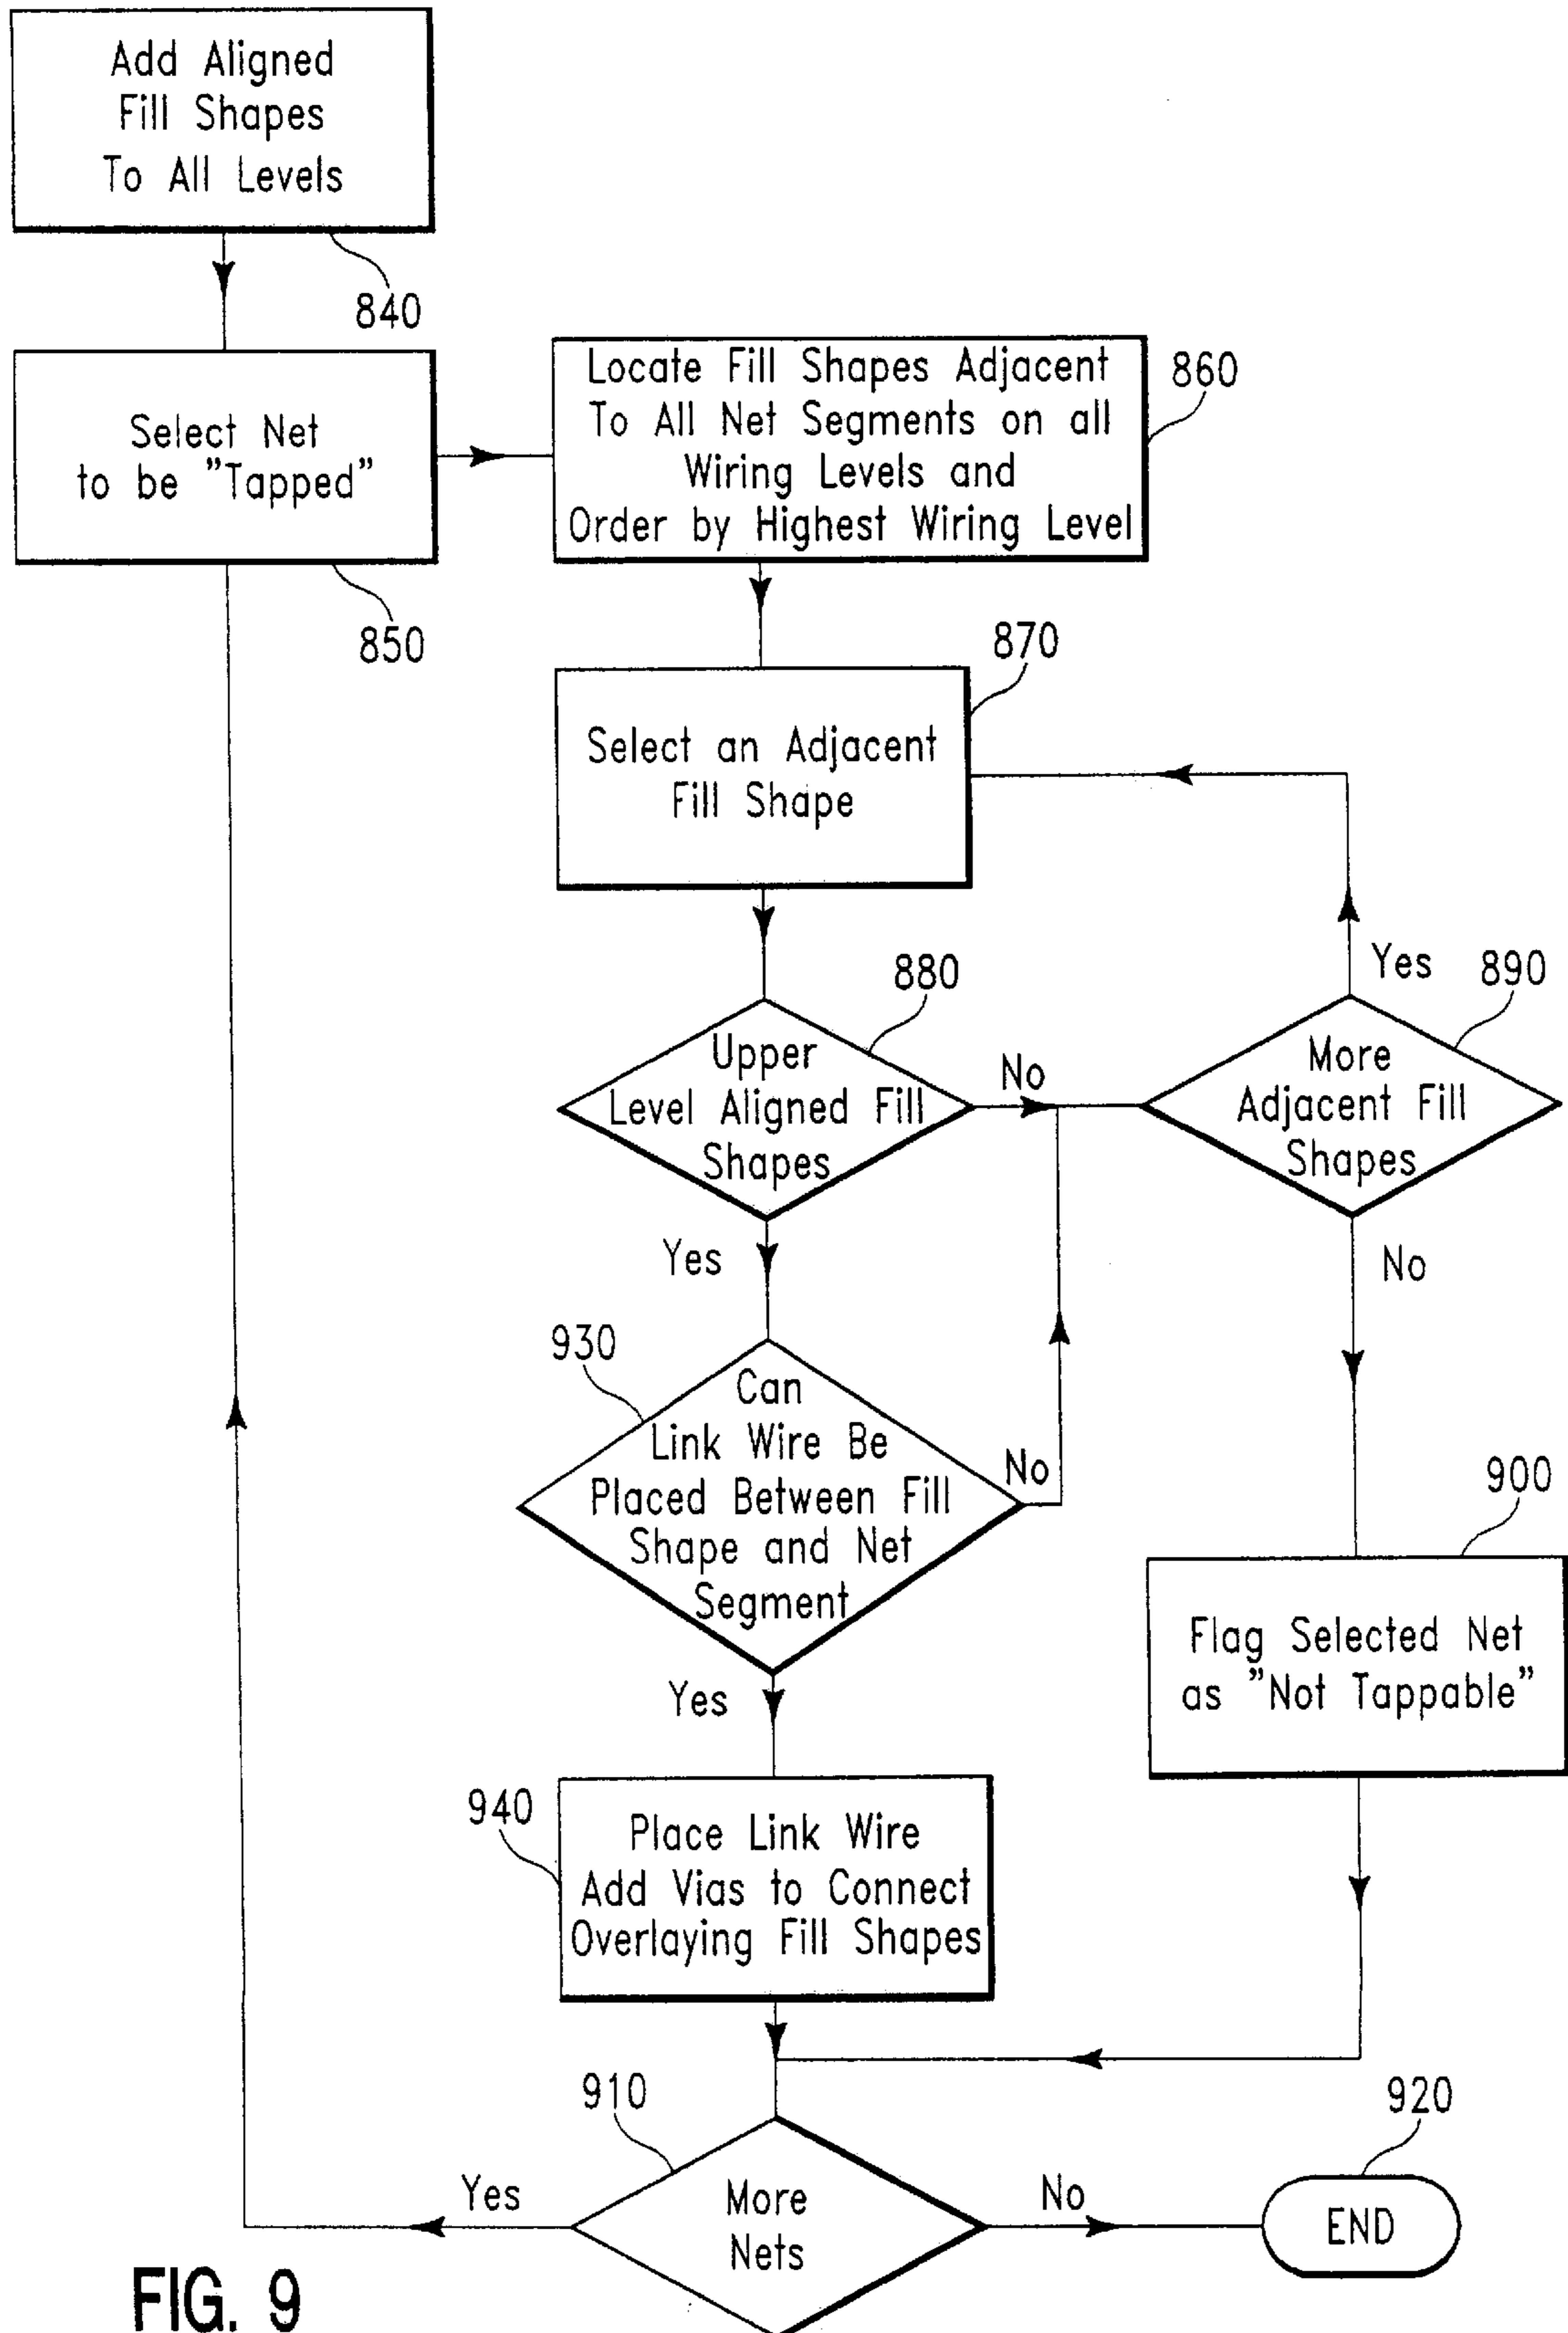 Add Aligned
Fill Shapes
To All Levels
840
Select Net
to be "Tapped"
850
Locate Fill Shapes Adjacent
To All Net Segments on all
Wiring Levels and
Order by Highest Wiring Level
860
Select an Adjacent
Fill Shape
870
Upper
Level Aligned Fill
Shapes
880
No
Yes
More
Adjacent Fill
Shapes
890
Yes
No
Can
Link Wire Be
Placed Between Fill
Shape and Net
Segment
930
No
Yes
Flag Selected Net
as "Not Tappable"
900
Place Link Wire
Add Vias to Connect
Overlaying Fill Shapes
940
More
Nets
910
Yes
No
END
920
FIG. 9